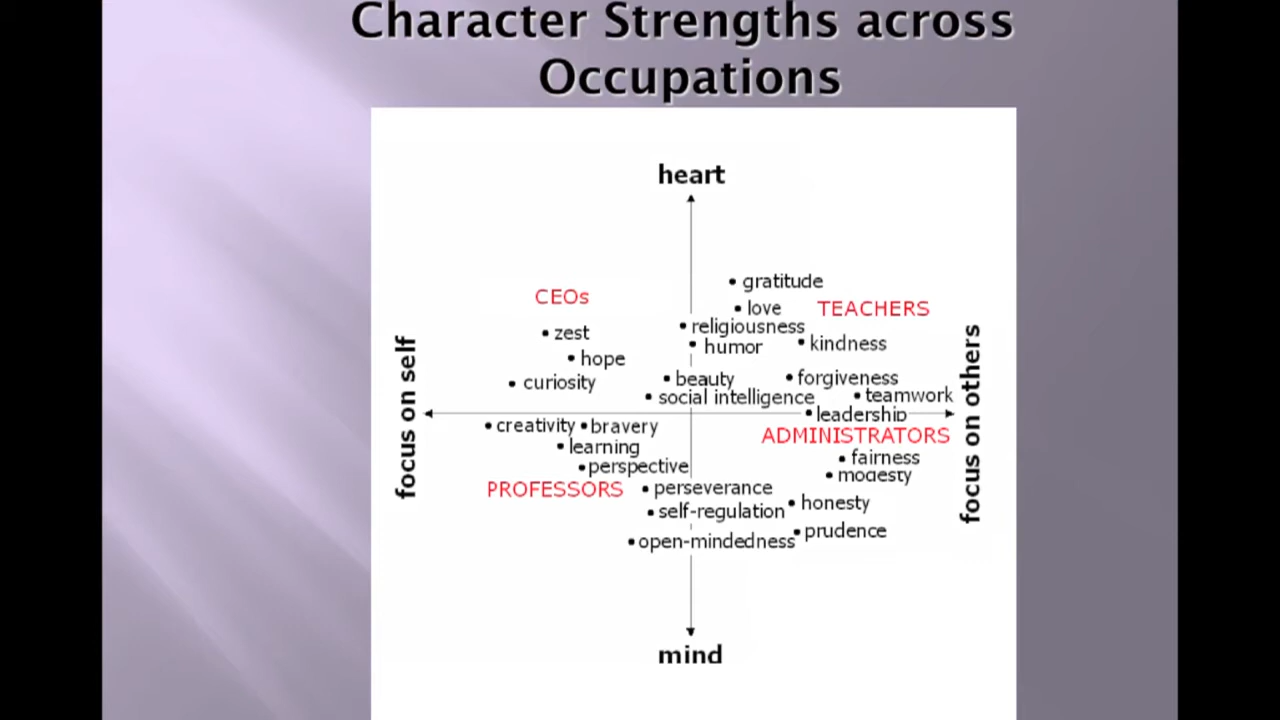 Character Strengths across
Occupations
heart
gratitude
CEOs
love
TEACHERS
religiousness
zest
humor
kindness
hope
beauty
forgiveness
curiosity
social intelligence
teamwork
focus on self
focus on others
leadership
creativity
bravery
ADMINISTRATORS
learning
fairness
perspective
modesty
PROFESSORS
perseverance
honesty
self-regulation
prudence
open-mindedness
mind